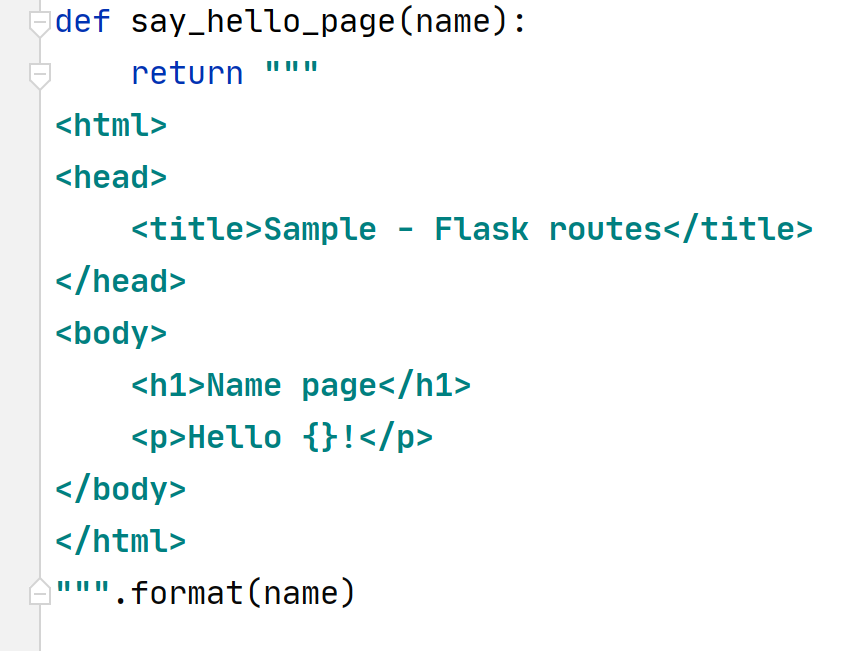 def say_hello_page(name):
    return """
<html>
<head>
    <title>Sample - Flask routes</title>
</head>
<body>
    <h1>Name page</h1>
    <p>Hello {}!</p>
</body>
</html>
""".format(name)